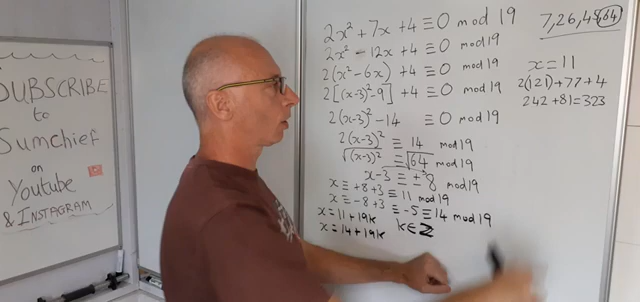 SUBSCRIBE
to
Sumchief
on
Youtube
& INSTAGRAM
2x² + 7x + 4 ≡ 0 mod 19
2x² - 12x + 4 ≡ 0 mod 19
2(x² - 6x) + 4 ≡ 0 mod 19
2[(x-3)² - 9] + 4 ≡ 0 mod 19
2(x-3)² - 14 ≡ 0 mod 19
2(x-3)² ≡ 14 mod 19
√(x-3)² ≡ √64 mod 19
x - 3 ≡ ± 8 mod 19
x ≡ +8+3 ≡ 11 mod 19
x ≡ -8+3 ≡ -5 ≡ 14 mod 19
x = 11 + 19k
x = 14 + 19k k ∈ Z
7, 26, 45, 64
x = 11
2(121) + 77 + 4
242 + 81 = 323